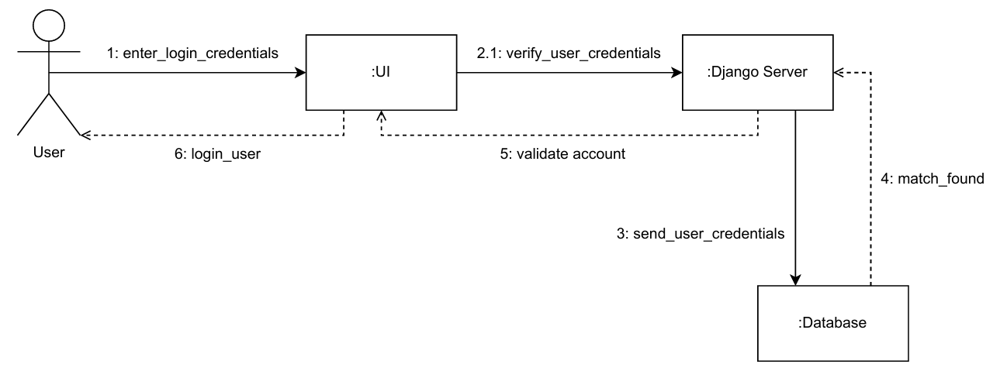 1: enter_login_credentials
:UI
2.1: verify_user_credentials
:Django Server
User
6: login_user
5: validate account
4: match_found
3: send_user_credentials
:Database